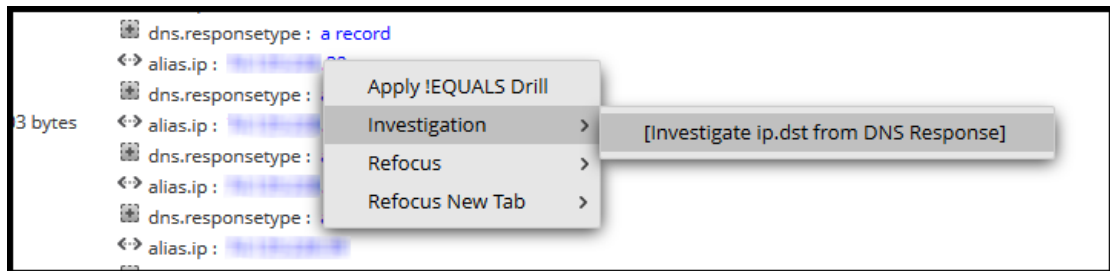 dns.responsetype : a record
alias.ip :
dns.responsetype :
03 bytes alias.ip :
dns.responsetype :
alias.ip :
dns.responsetype :
alias.ip :
Apply !EQUALS Drill
Investigation >
Refocus >
Refocus New Tab >
[Investigate ip.dst from DNS Response]